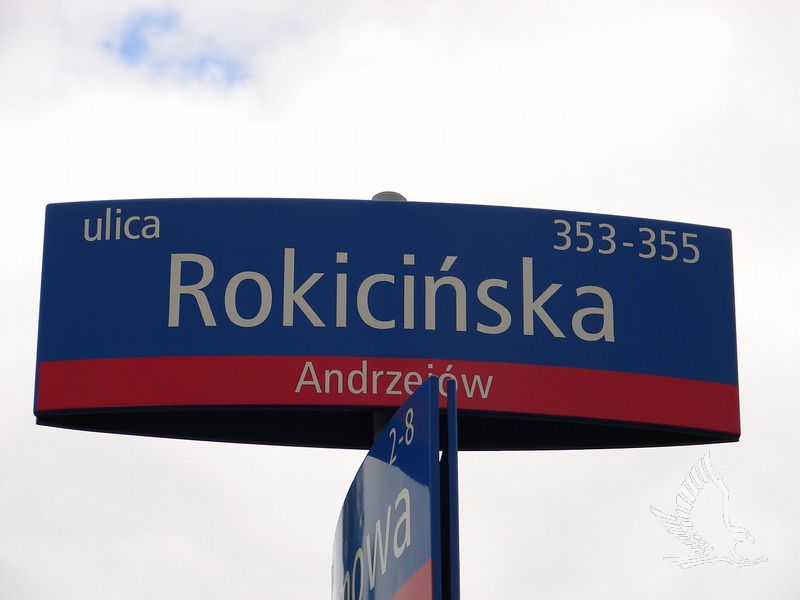 ulica
353-355
Rokicińska
Andrzejów
2-8